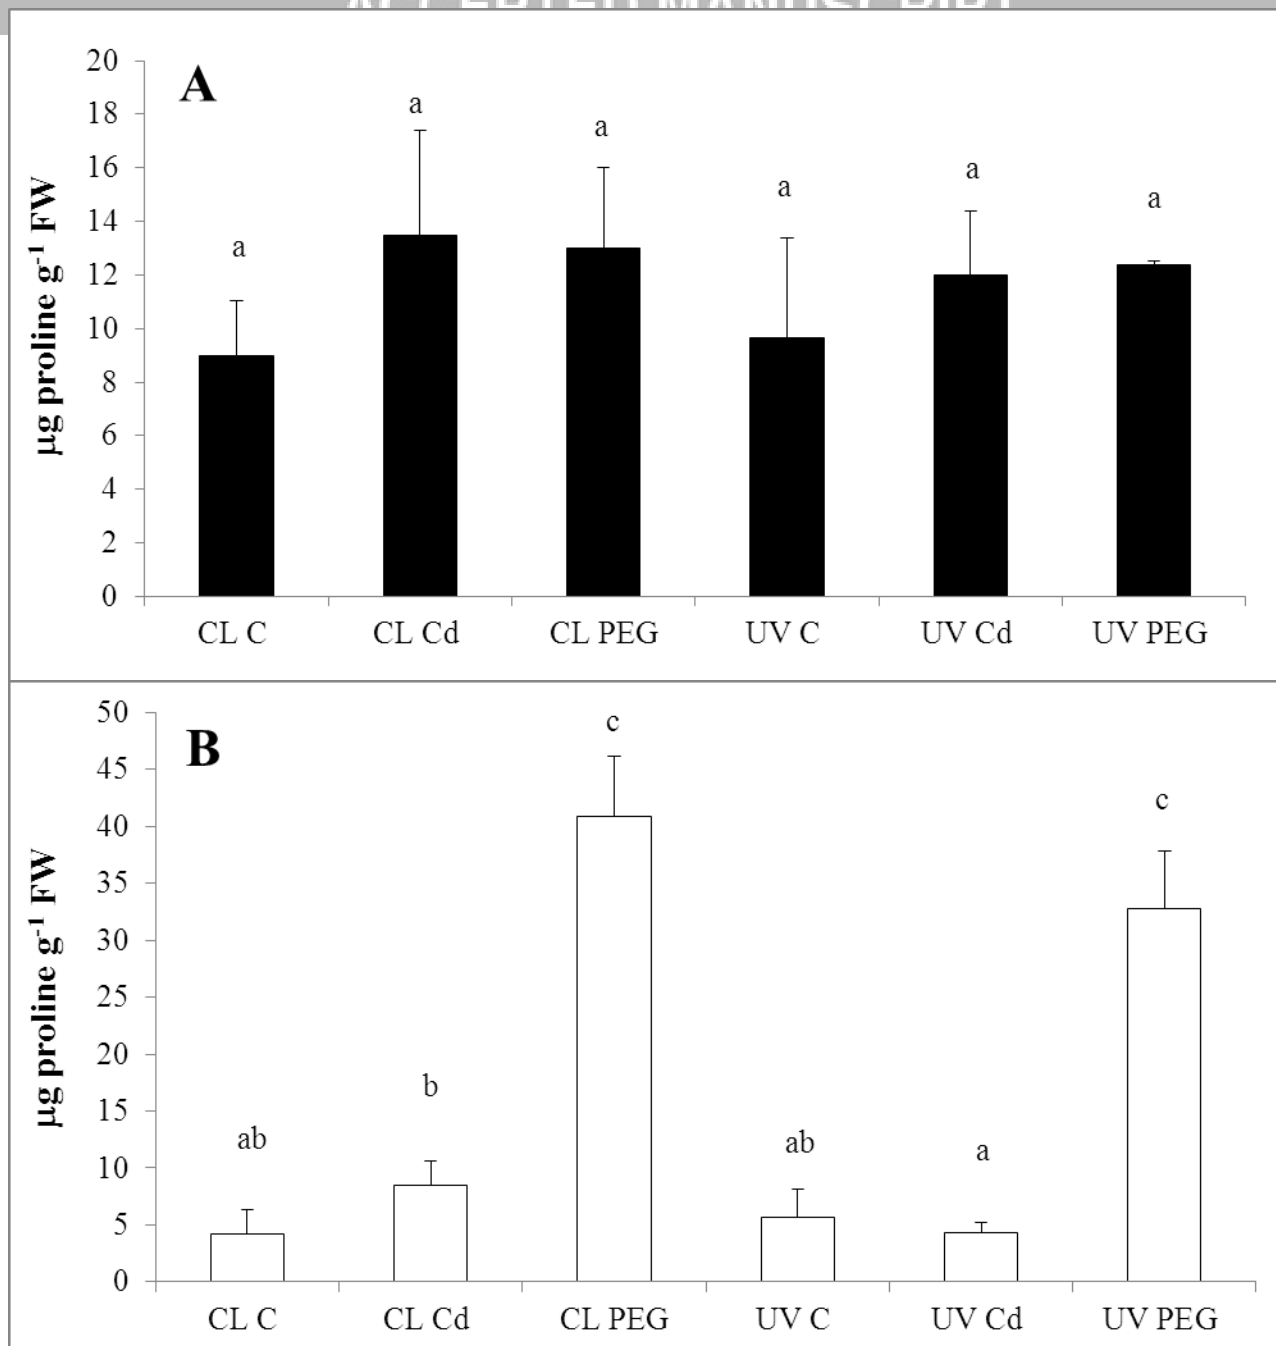 ACCEPTED MANUSCRIPT
A
20
18
16
14
12
10
8
6
4
2
0
µg proline g⁻¹ FW
a
a
a
a
a
a
CL C CL Cd CL PEG UV C UV Cd UV PEG
B
50
45
40
35
30
25
20
15
10
5
0
µg proline g⁻¹ FW
ab
b
c
ab
a
c
CL C CL Cd CL PEG UV C UV Cd UV PEG